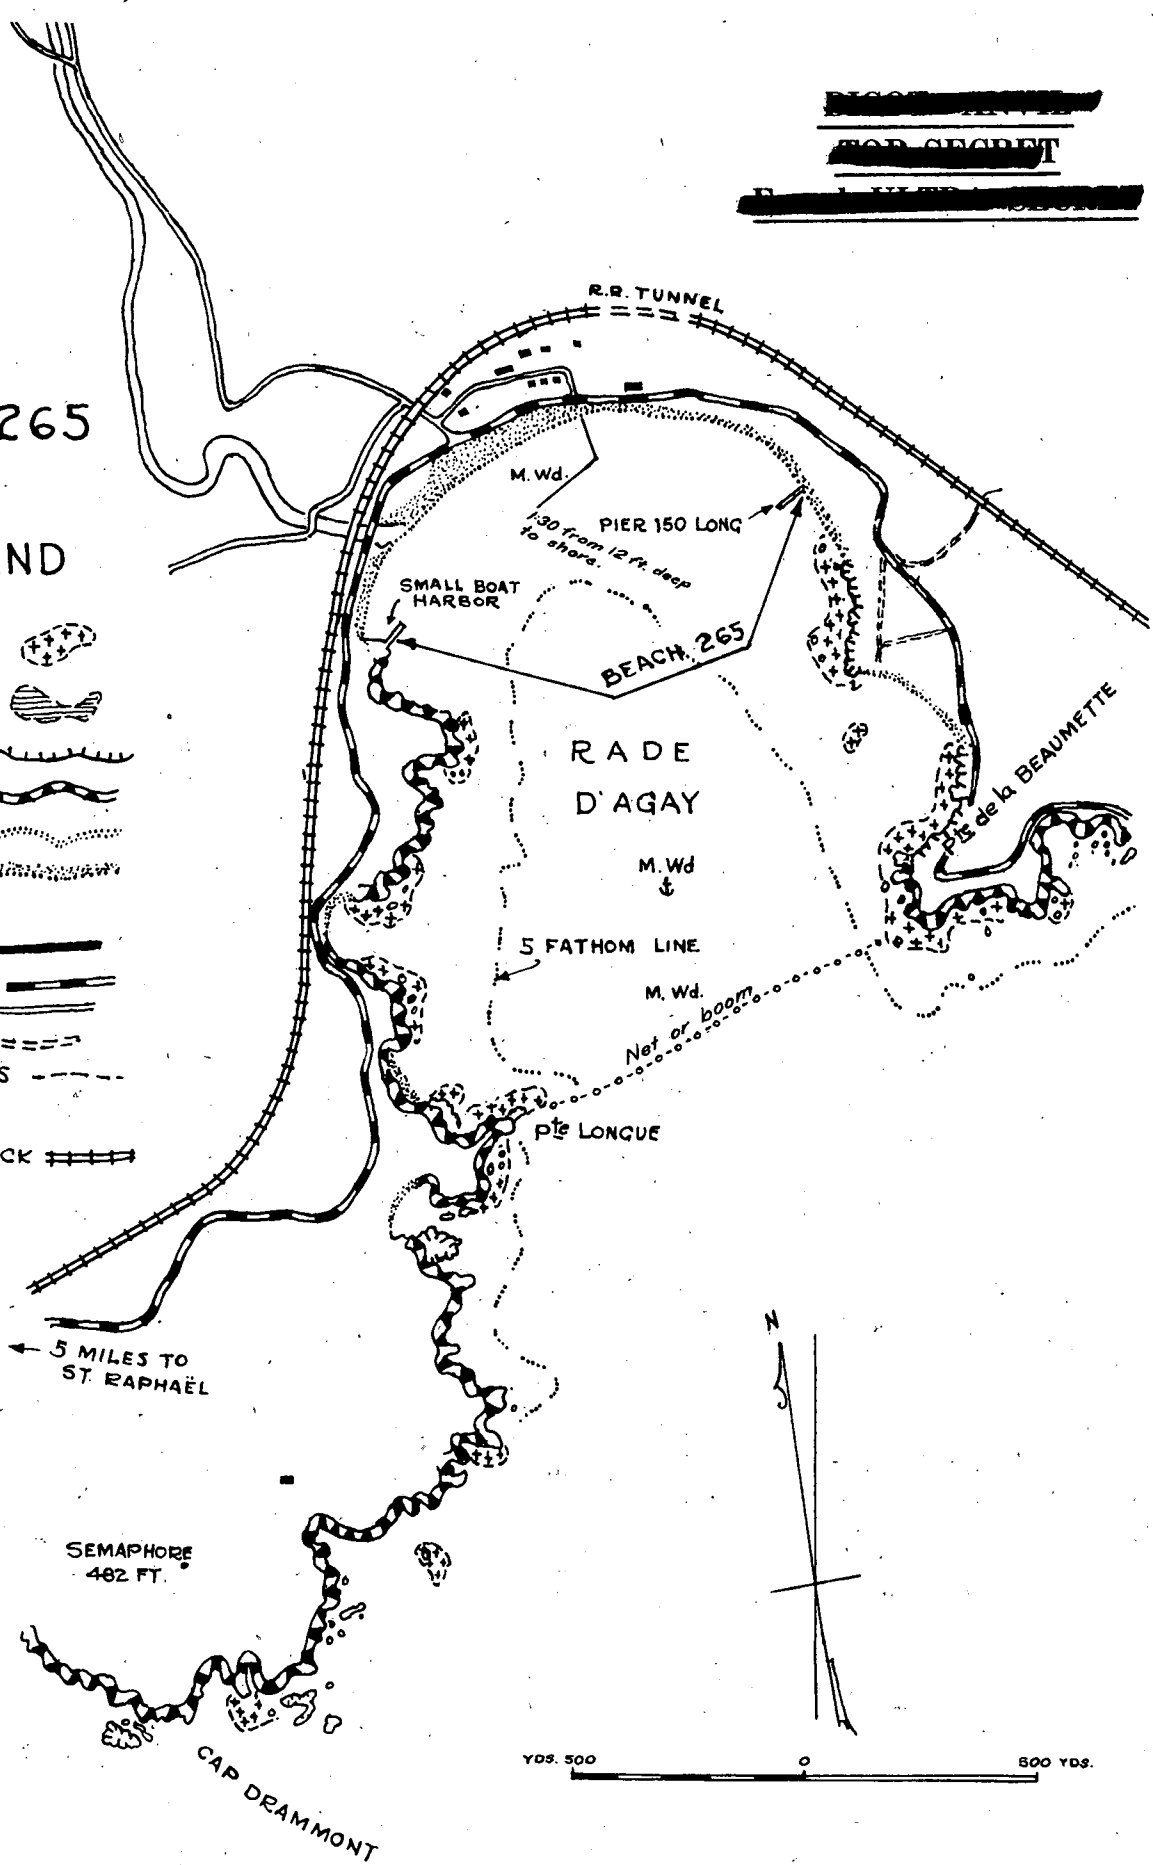 TOP SECRET
R.R. TUNNEL
265
M. Wd.
1:30 from 12 ft. deep
to shore.
PIER 150 LONG
ND
SMALL BOAT
HARBOR
BEACH 265
RADE
D'AGAY
Pte de la BEAUMETTE
M. Wd
5 FATHOM LINE
M. Wd.
Net or boom
S
Pte LONGUE
CK
N
5 MILES TO
ST. RAPHAËL
SEMAPHORE
482 FT.
YDS. 500 0 500 YDS.
CAP DRAMMONT